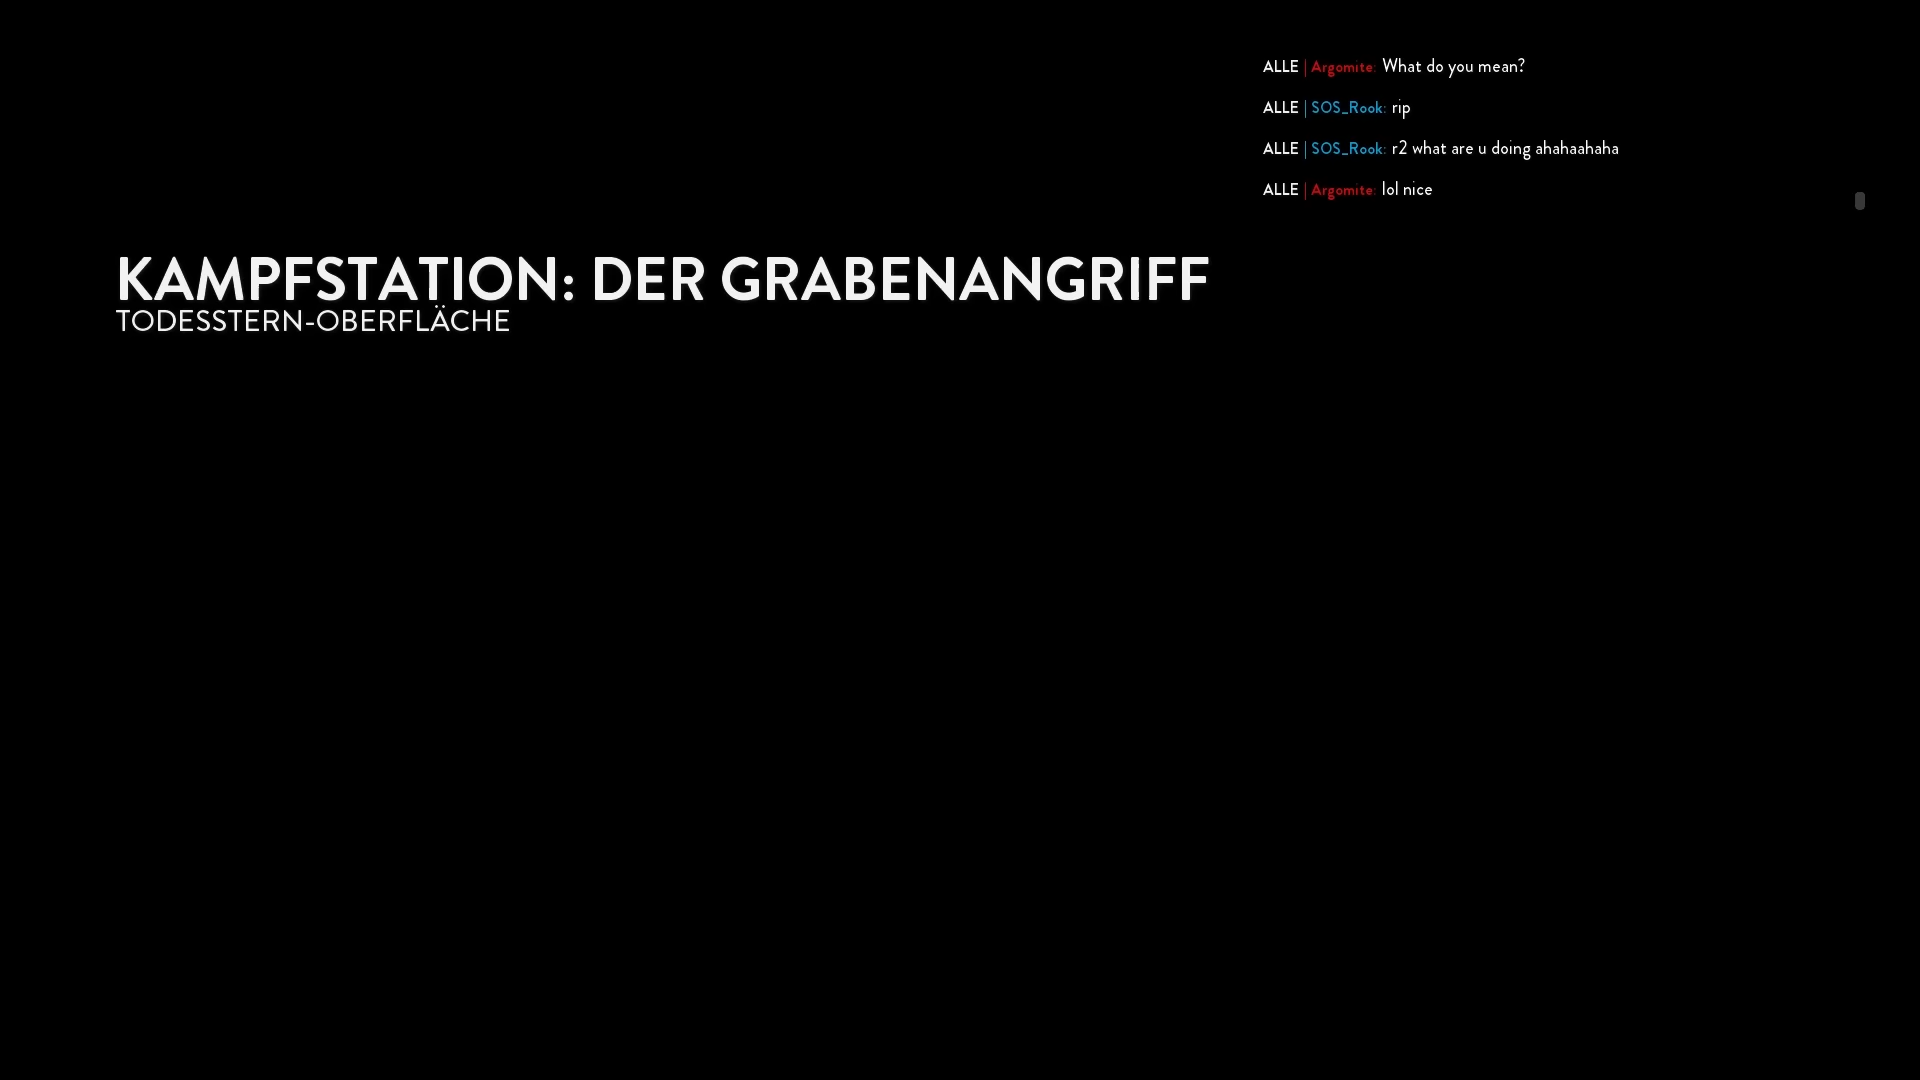 ALLE | Argomite: What do you mean?
ALLE | SOS_Rook: rip
ALLE | SOS_Rook: r2 what are u doing ahahaahaha
ALLE | Argomite: lol nice
KAMPFSTATION: DER GRABENANGRIFF
TODESSTERN-OBERFLÄCHE